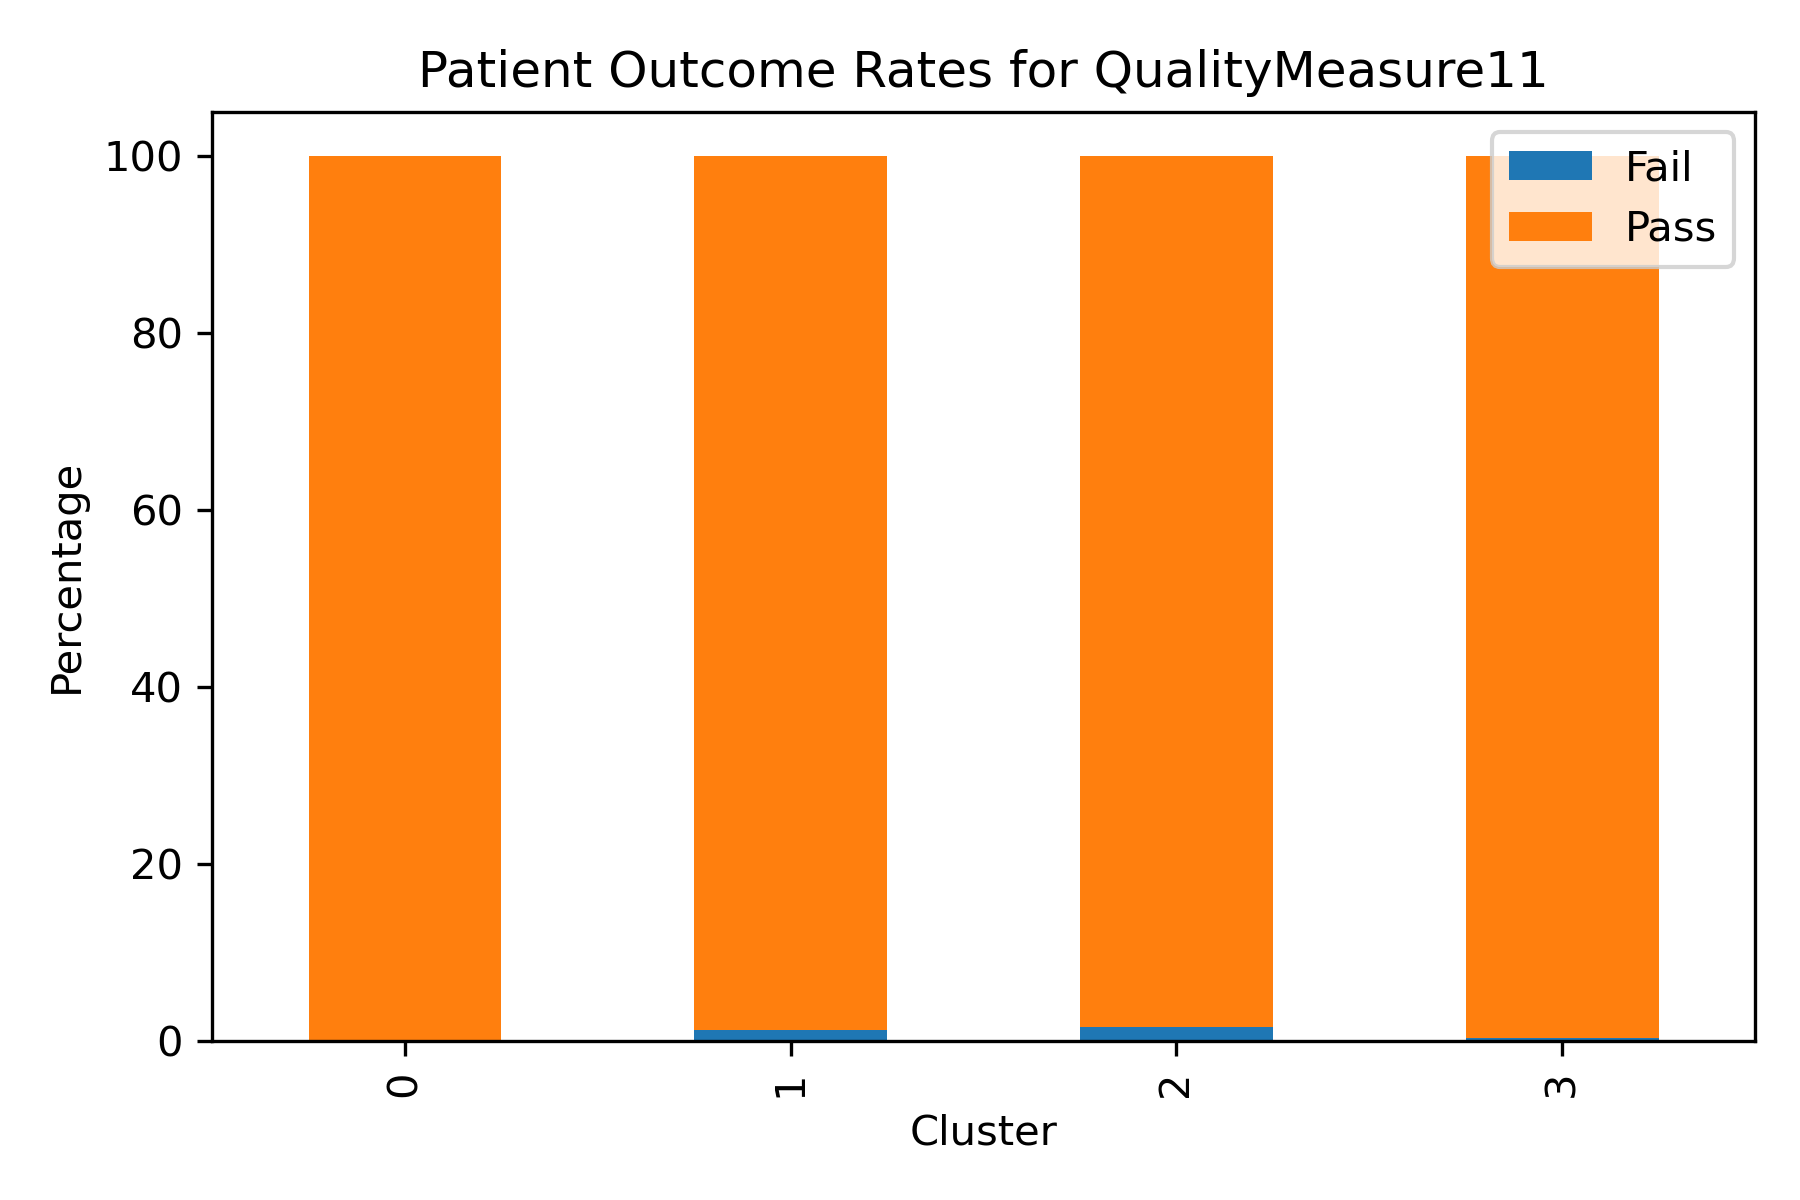 Patient Outcome Rates for QualityMeasure11
Fail
Pass
100
80
60
40
20
0
Percentage
0 1 2 3
Cluster